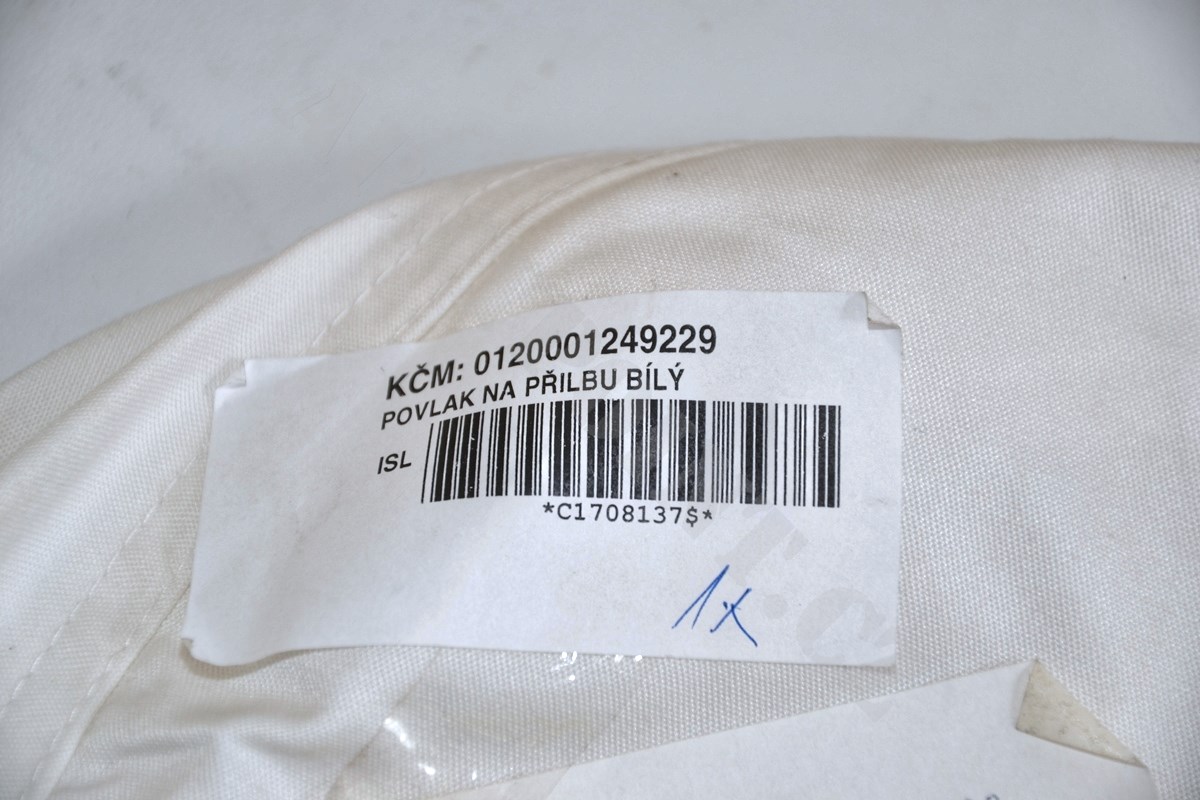 KČM: 0120001249229
POVLAK NA PŘILBU BÍLÝ
ISL
*C1708137$*
1x